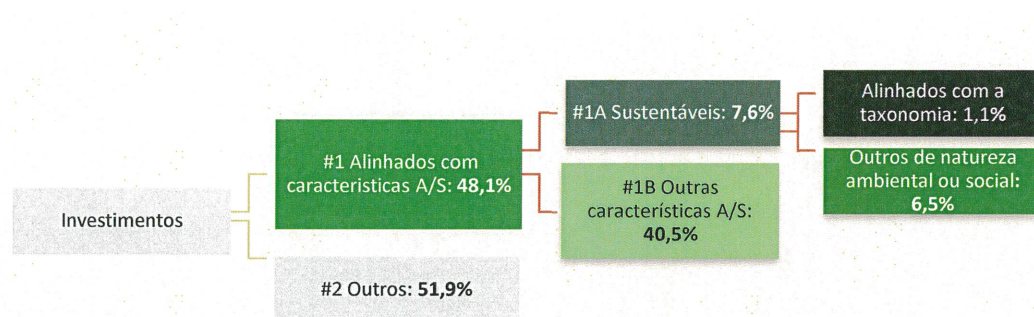 Investimentos
#1 Alinhados com
caracteristicas A/S: 48,1%
#2 Outros: 51,9%
#1A Sustentáveis: 7,6%
#1B Outras
característícas A/S:
40,5%
Alinhados com a
taxonomia: 1,1%
Outros de natureza
ambiental ou social:
6,5%